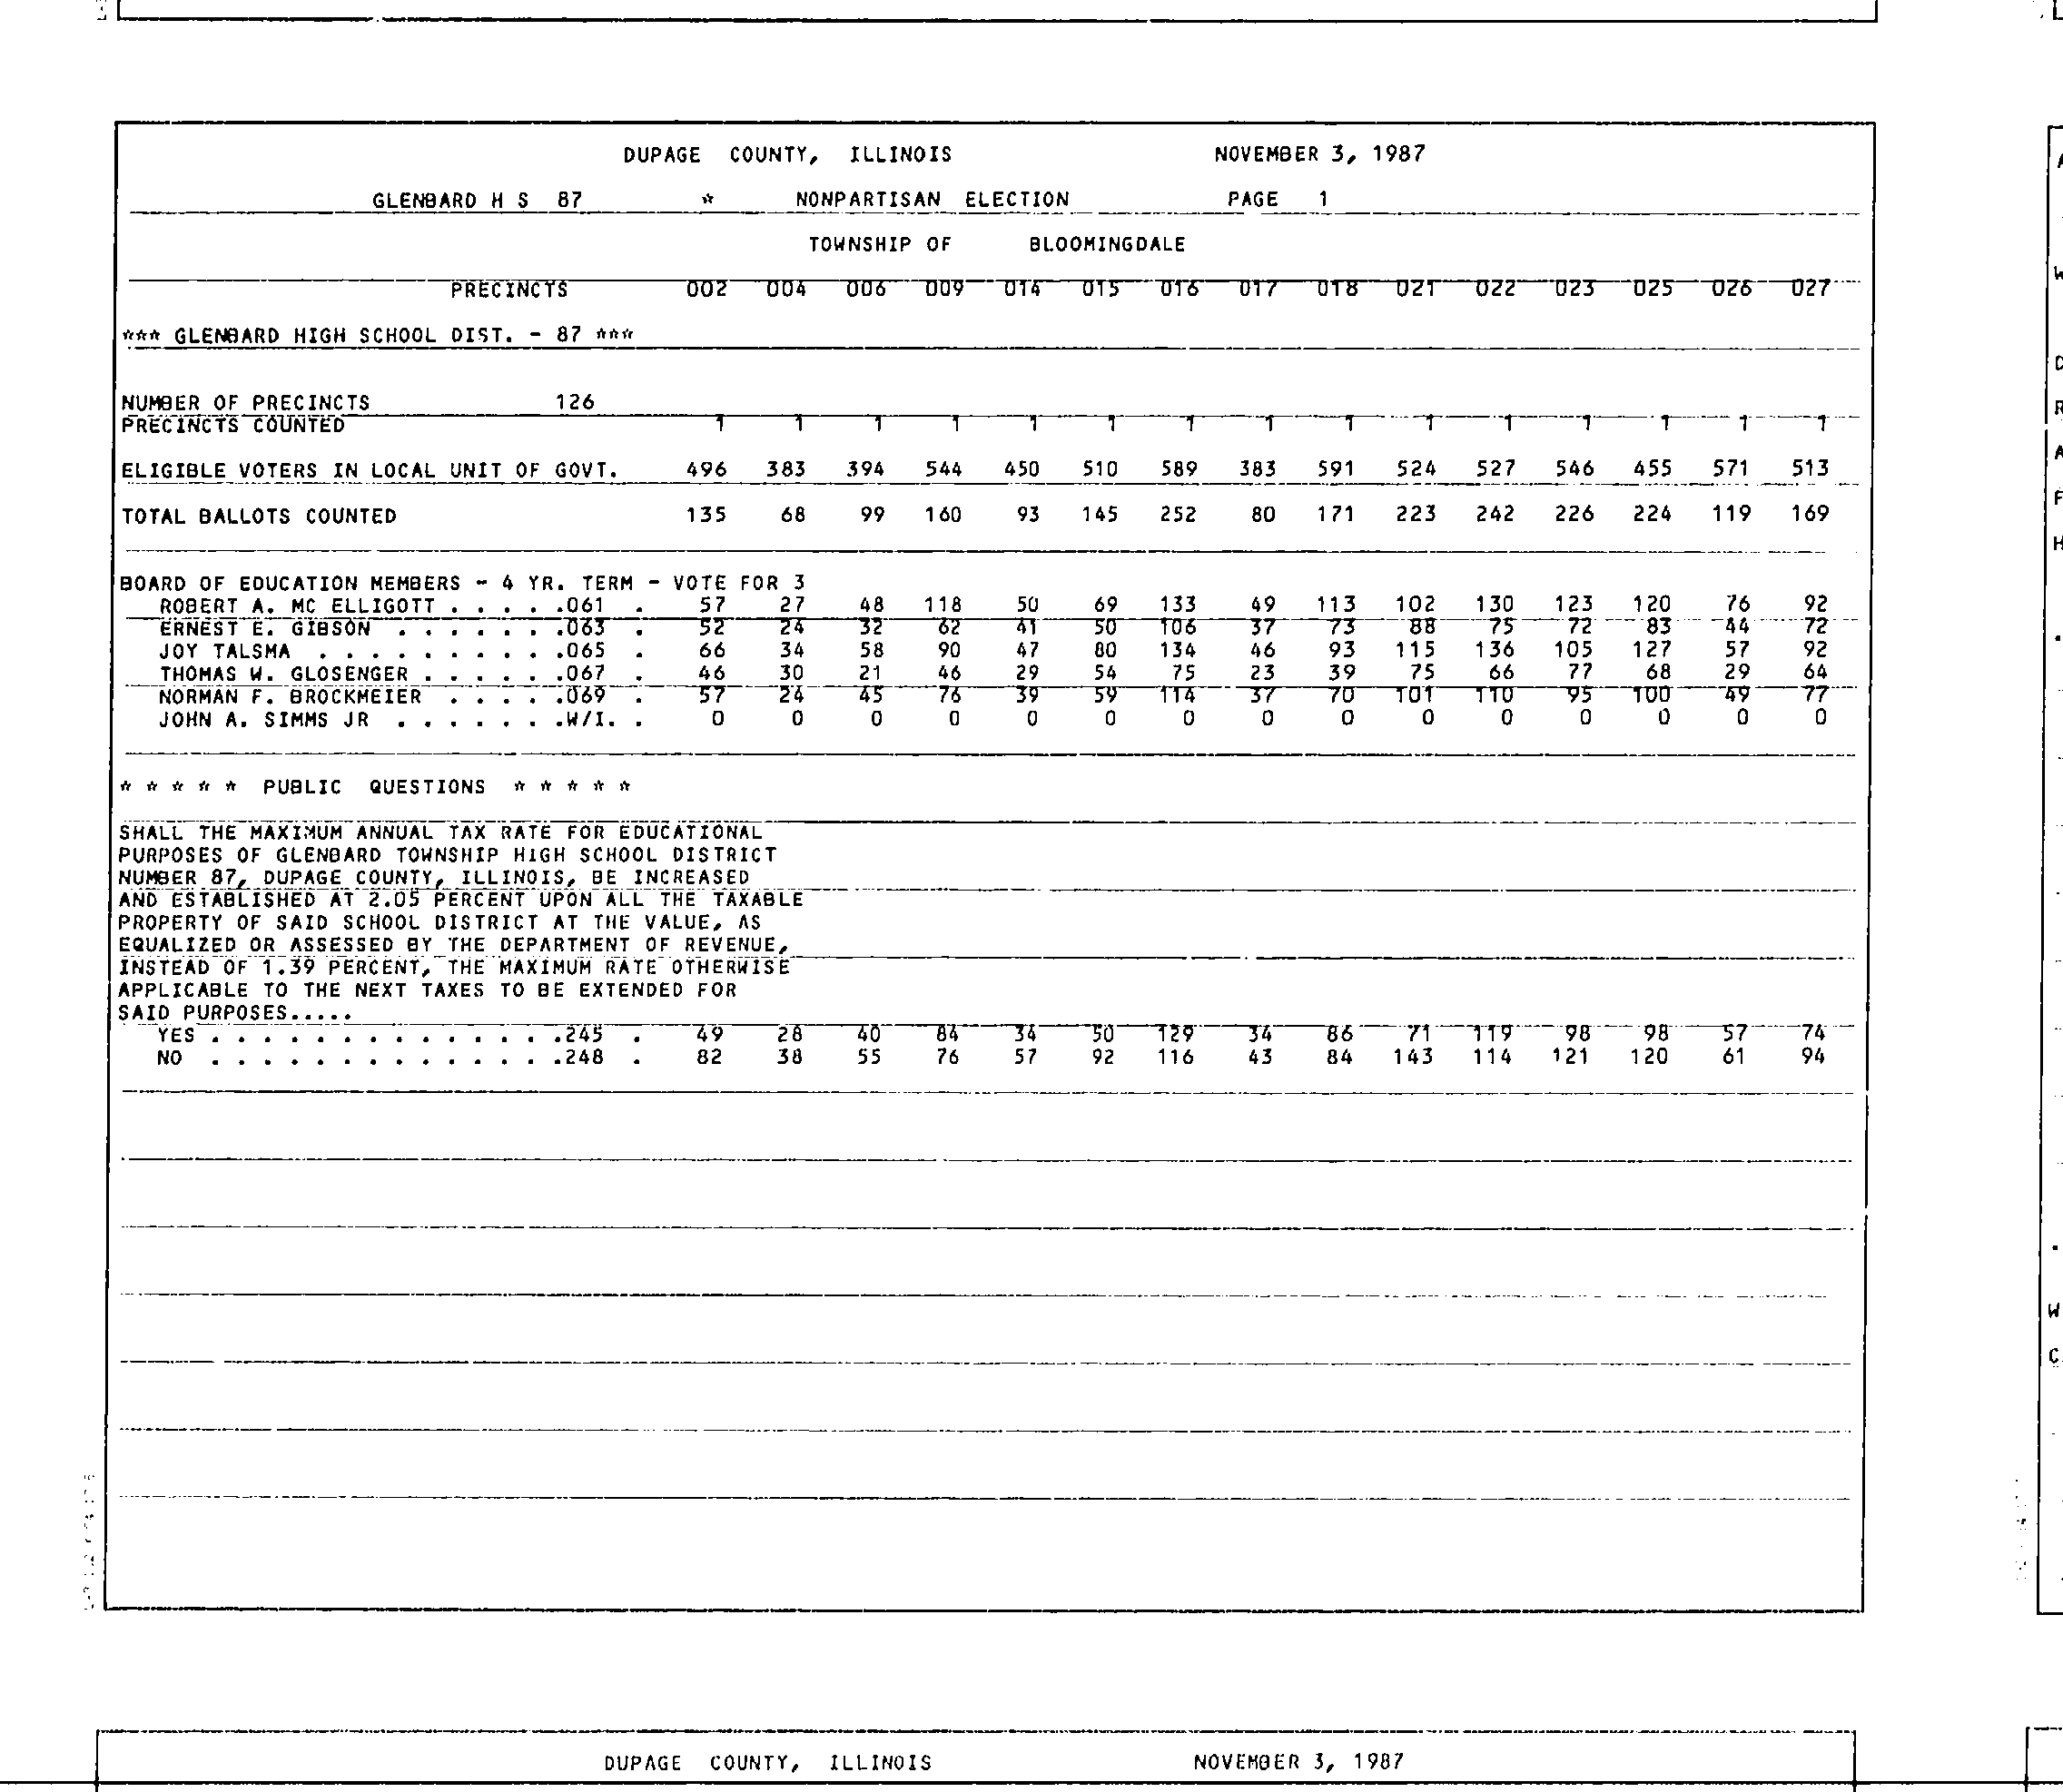 DUPAGE COUNTY, ILLINOIS NOVEMBER 3, 1987
GLENBARD H S 87 * NONPARTISAN ELECTION PAGE 1
TOWNSHIP OF BLOOMINGDALE
PRECINCTS 002 004 006 009 014 015 016 017 018 021 022 023 025 026 027
*** GLENBARD HIGH SCHOOL DIST. - 87 ***
NUMBER OF PRECINCTS 126
PRECINCTS COUNTED 1 1 1 1 1 1 1 1 1 1 1 1 1 1 1
ELIGIBLE VOTERS IN LOCAL UNIT OF GOVT. 496 383 394 544 450 510 589 383 591 524 527 546 455 571 513
TOTAL BALLOTS COUNTED 135 68 99 160 93 145 252 80 171 223 242 226 224 119 169
BOARD OF EDUCATION MEMBERS - 4 YR. TERM - VOTE FOR 3
ROBERT A. MC ELLIGOTT . . . . .061 . 57 27 48 118 50 69 133 49 113 102 130 123 120 76 92
ERNEST E. GIBSON . . . . . . .063 . 52 24 32 62 41 50 106 37 73 88 75 72 83 44 72
JOY TALSMA . . . . . . . . . .065 . 66 34 58 90 47 80 134 46 93 115 136 105 127 57 92
THOMAS W. GLOSENGER . . . . . .067 . 46 30 21 46 29 54 75 23 39 75 66 77 68 29 64
NORMAN F. BROCKMEIER . . . . .069 . 57 24 45 76 39 59 114 37 70 101 110 95 100 49 77
JOHN A. SIMMS JR . . . . . . .W/I. . 0 0 0 0 0 0 0 0 0 0 0 0 0 0 0
* * * * * PUBLIC QUESTIONS * * * * *
SHALL THE MAXIMUM ANNUAL TAX RATE FOR EDUCATIONAL
PURPOSES OF GLENBARD TOWNSHIP HIGH SCHOOL DISTRICT
NUMBER 87, DUPAGE COUNTY, ILLINOIS, BE INCREASED
AND ESTABLISHED AT 2.05 PERCENT UPON ALL THE TAXABLE
PROPERTY OF SAID SCHOOL DISTRICT AT THE VALUE, AS
EQUALIZED OR ASSESSED BY THE DEPARTMENT OF REVENUE,
INSTEAD OF 1.39 PERCENT, THE MAXIMUM RATE OTHERWISE
APPLICABLE TO THE NEXT TAXES TO BE EXTENDED FOR
SAID PURPOSES.....
YES . . . . . . . . . . . . . .245 . 49 28 40 84 34 50 129 34 86 71 119 98 98 57 74
NO . . . . . . . . . . . . . .248 . 82 38 55 76 57 92 116 43 84 143 114 121 120 61 94
DUPAGE COUNTY, ILLINOIS NOVEMBER 3, 1987